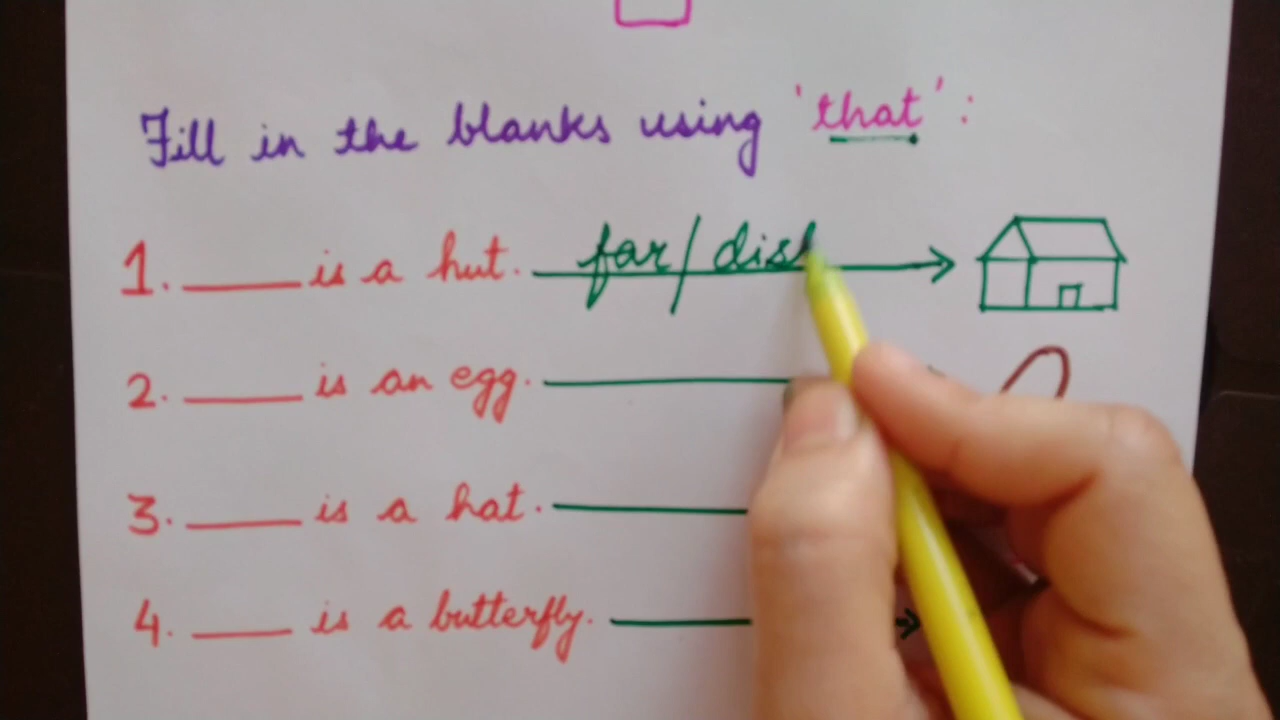 Fill in the blanks using 'that' :
1. ____ is a hut. far/dist
2. ____ is an egg.
3. ____ is a hat.
4. ____ is a butterfly.